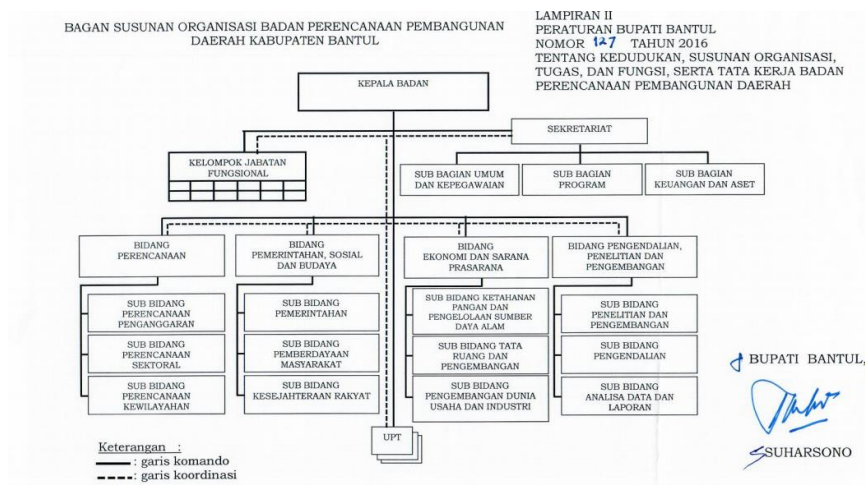 BAGAN SUSUNAN ORGANISASI BADAN PERENCANAAN PEMBANGUNAN
DAERAH KABUPATEN BANTUL
LAMPIRAN II
PERATURAN BUPATI BANTUL
NOMOR 127 TAHUN 2016
TENTANG KEDUDUKAN, SUSUNAN ORGANISASI,
TUGAS, DAN FUNGSI, SERTA TATA KERJA BADAN
PERENCANAAN PEMBANGUNAN DAERAH
KEPALA BADAN
SEKRETARIAT
KELOMPOK JABATAN
FUNGSIONAL
SUB BAGIAN UMUM
DAN KEPEGAWAIAN
SUB BAGIAN
PROGRAM
SUB BAGIAN
KEUANGAN DAN ASET
BIDANG
PERENCANAAN
BIDANG
PEMERINTAHAN, SOSIAL
DAN BUDAYA
BIDANG
EKONOMI DAN SARANA
PRASARANA
BIDANG PENGENDALIAN,
PENELITIAN DAN
PENGEMBANGAN
SUB BIDANG
PERENCANAAN
PENGANGGARAN
SUB BIDANG
PERENCANAAN
SEKTORAL
SUB BIDANG
PERENCANAAN
KEWILAYAHAN
SUB BIDANG
PEMERINTAHAN
SUB BIDANG
PEMBERDAYAAN
MASYARAKAT
SUB BIDANG
KESEJAHTERAAN RAKYAT
SUB BIDANG KETAHANAN
PANGAN DAN
PENGELOLAAN SUMBER
DAYA ALAM
SUB BIDANG TATA
RUANG DAN
PENGEMBANGAN
SUB BIDANG
PENGEMBANGAN DUNIA
USAHA DAN INDUSTRI
SUB BIDANG
PENELITIAN DAN
PENGEMBANGAN
SUB BIDANG
PENGENDALIAN
SUB BIDANG
ANALISA DATA DAN
LAPORAN
UPT
Keterangan :
: garis komando
: garis koordinasi
BUPATI BANTUL,
SUHARSONO